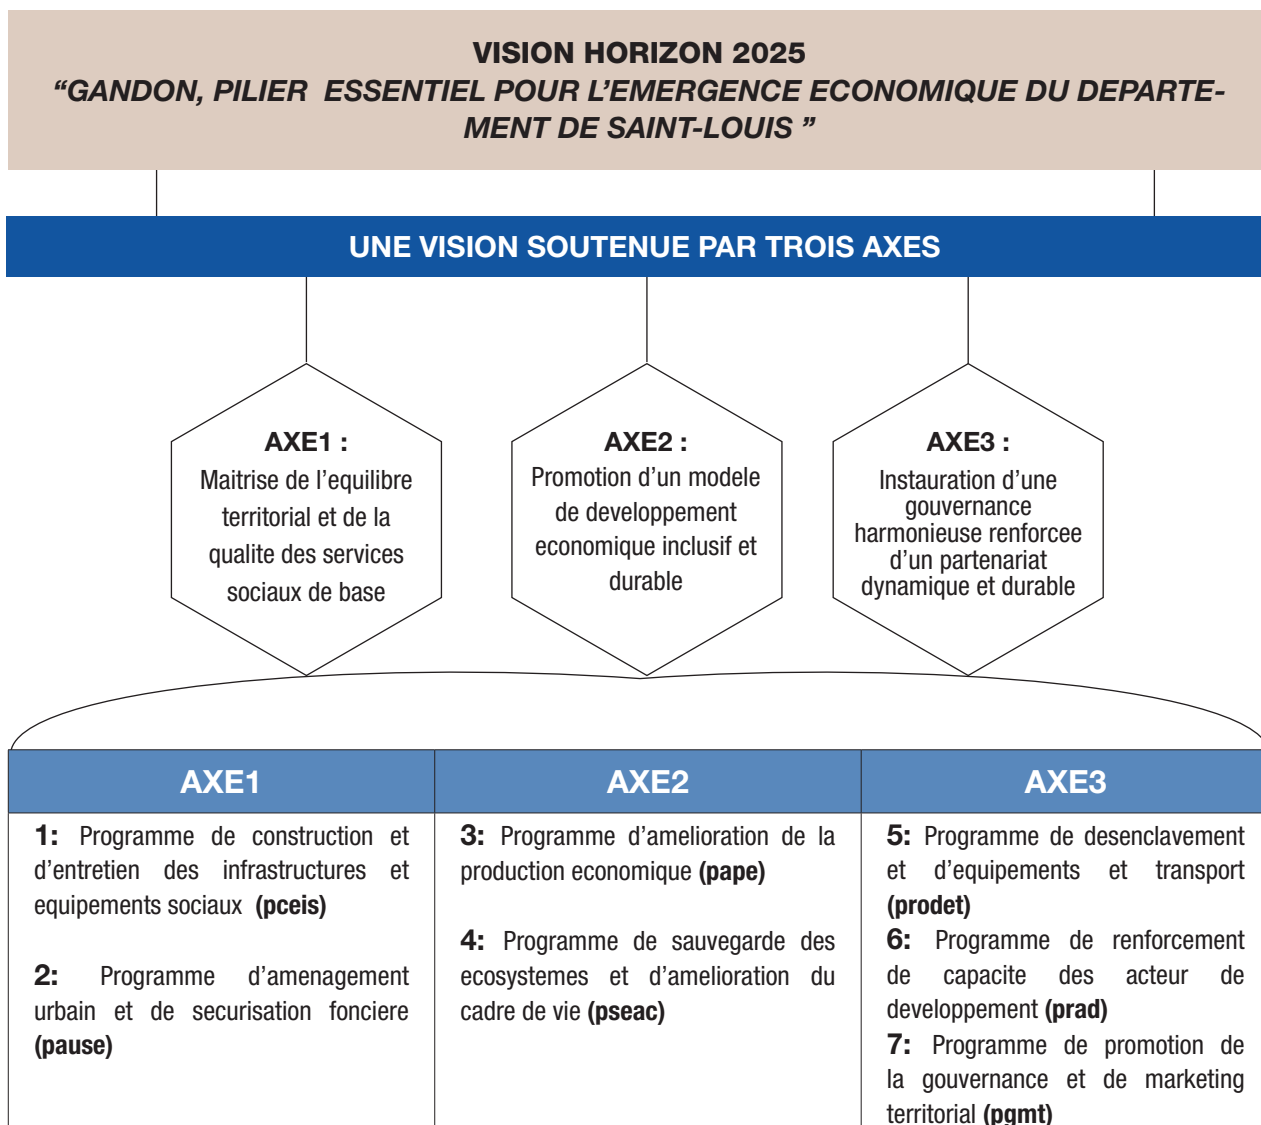 VISION HORIZON 2025
“GANDON, PILIER ESSENTIEL POUR L'EMERGENCE ECONOMIQUE DU DEPARTE-
MENT DE SAINT-LOUIS ”
UNE VISION SOUTENUE PAR TROIS AXES
AXE1 :
Maitrise de l'equilibre
territorial et de la
qualite des services
sociaux de base
AXE2 :
Promotion d'un modele
de developpement
economique inclusif et
durable
AXE3 :
Instauration d'une
gouvernance
harmonieuse renforcee
d'un partenariat
dynamique et durable
AXE1
1: Programme de construction et
d'entretien des infrastructures et
equipements sociaux (pceis)
2: Programme d'amenagement
urbain et de securisation fonciere
(pause)
AXE2
3: Programme d'amelioration de la
production economique (pape)
4: Programme de sauvegarde des
ecosystemes et d'amelioration du
cadre de vie (pseac)
AXE3
5: Programme de desenclavement
et d'equipements et transport
(prodet)
6: Programme de renforcement
de capacite des acteur de
developpement (prad)
7: Programme de promotion de
la gouvernance et de marketing
territorial (pgmt)